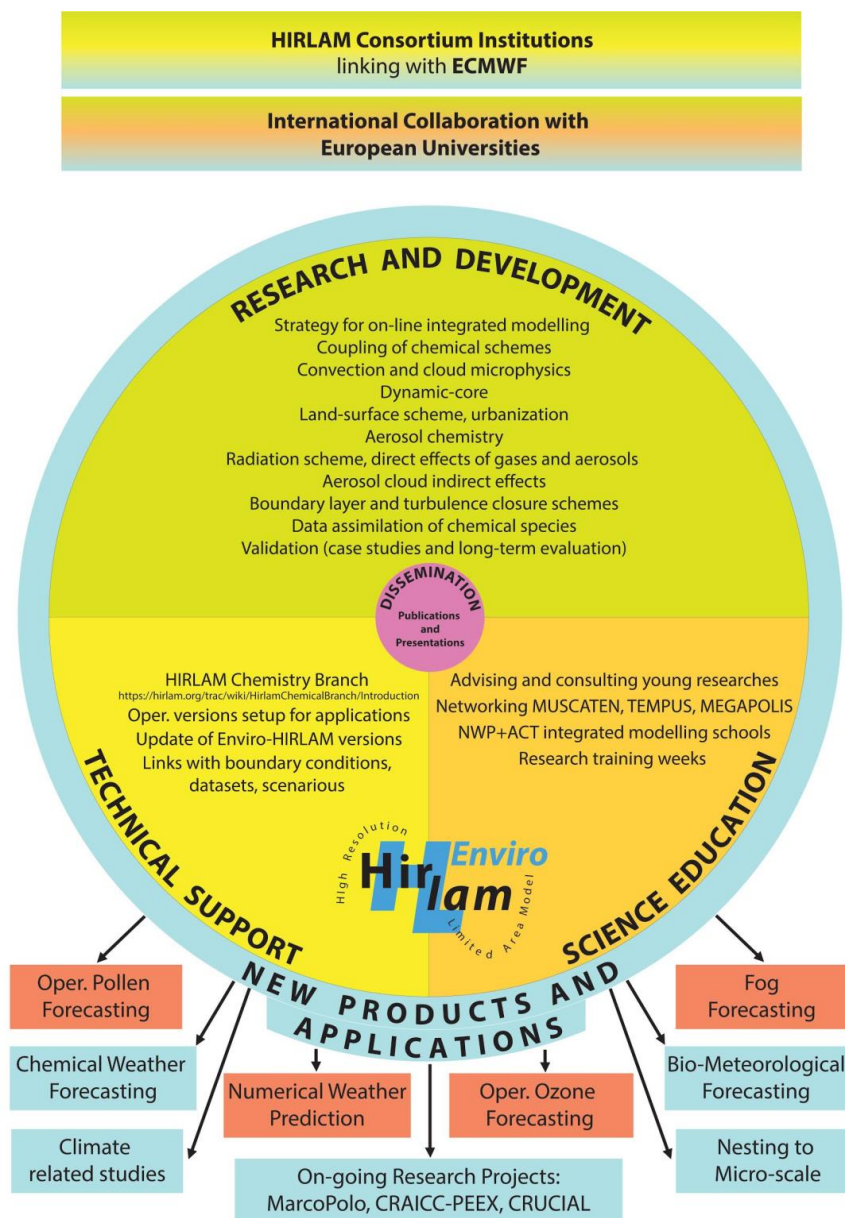 HIRLAM Consortium Institutions
linking with ECMWF
International Collaboration with
European Universities
RESEARCH AND DEVELOPMENT
Strategy for on-line integrated modelling
Coupling of chemical schemes
Convection and cloud microphysics
Dynamic-core
Land-surface scheme, urbanization
Aerosol chemistry
Radiation scheme, direct effects of gases and aerosols
Aerosol cloud indirect effects
Boundary layer and turbulence closure schemes
Data assimilation of chemical species
Validation (case studies and long-term evaluation)
DISSEMINATION
Publications
and
Presentations
HIRLAM Chemistry Branch
https://hirlam.org/trac/wiki/HirlamChemicalBranch/Introduction
Oper. versions setup for applications
Update of Enviro-HIRLAM versions
Links with boundary conditions,
datasets, scenarious
TECHNICAL SUPPORT
Advising and consulting young researches
Networking MUSCATEN, TEMPUS, MEGAPOLIS
NWP+ACT integrated modelling schools
Research training weeks
SCIENCE EDUCATION
HIgh Resolution
Enviro
Hir
lam
Limited Area Model
NEW PRODUCTS AND
APPLICATIONS
Oper. Pollen
Forecasting
Chemical Weather
Forecasting
Climate
related studies
Numerical Weather
Prediction
On-going Research Projects:
MarcoPolo, CRAICC-PEEX, CRUCIAL
Oper. Ozone
Forecasting
Fog
Forecasting
Bio-Meteorological
Forecasting
Nesting to
Micro-scale